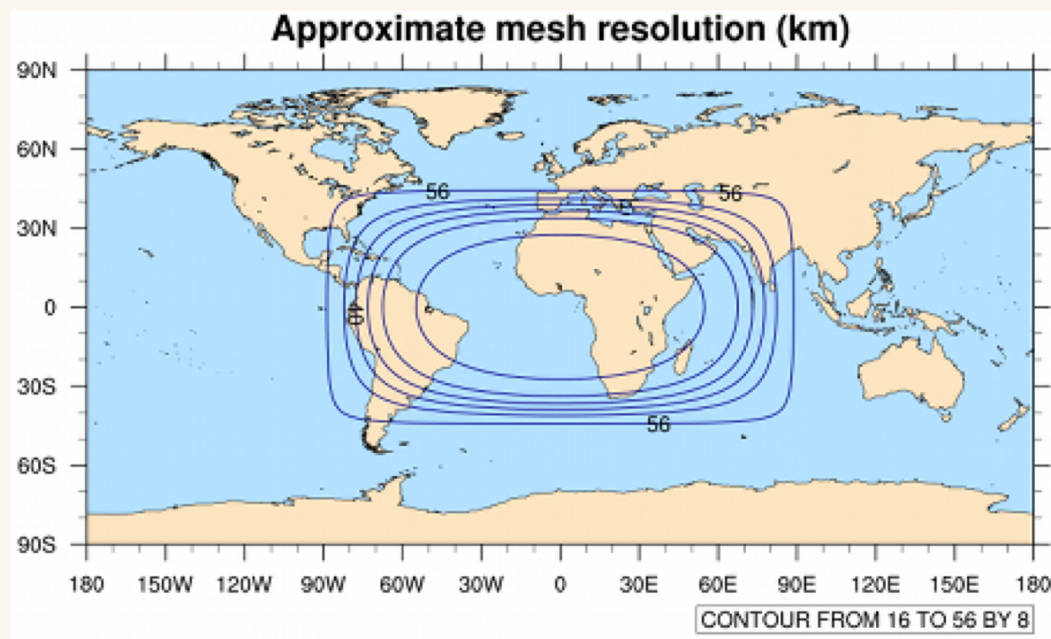 Approximate mesh resolution (km)
90N
60N
30N
0
30S
60S
90S
56
56
40
56
180 150W 120W 90W 60W 30W 0 30E 60E 90E 120E 150E 180
CONTOUR FROM 16 TO 56 BY 8